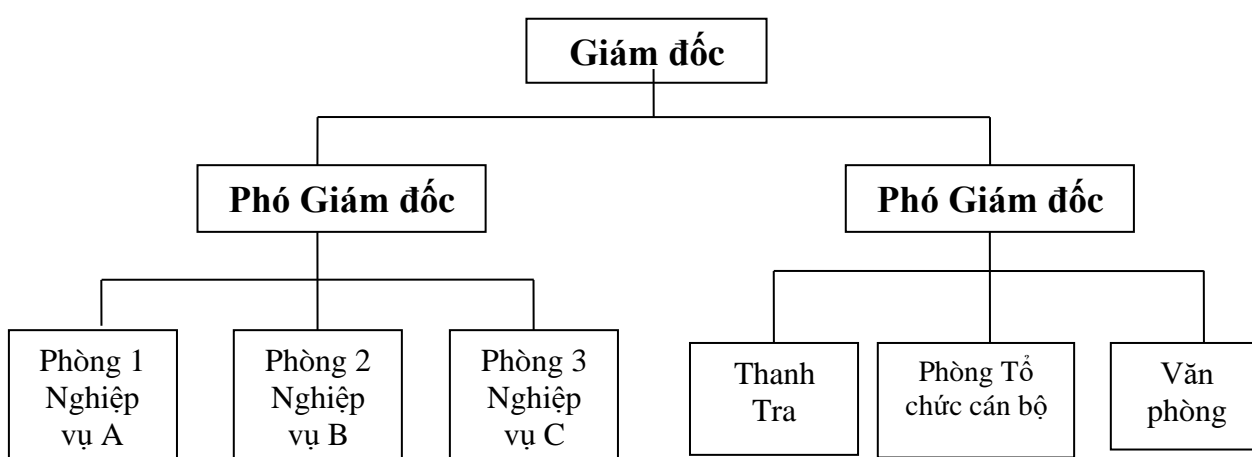 Giám đốc
Phó Giám đốc
Phó Giám đốc
Phòng 1
Nghiệp
vụ A
Phòng 2
Nghiệp
vụ B
Phòng 3
Nghiệp
vụ C
Thanh
Tra
Phòng Tổ
chức cán bộ
Văn
phòng